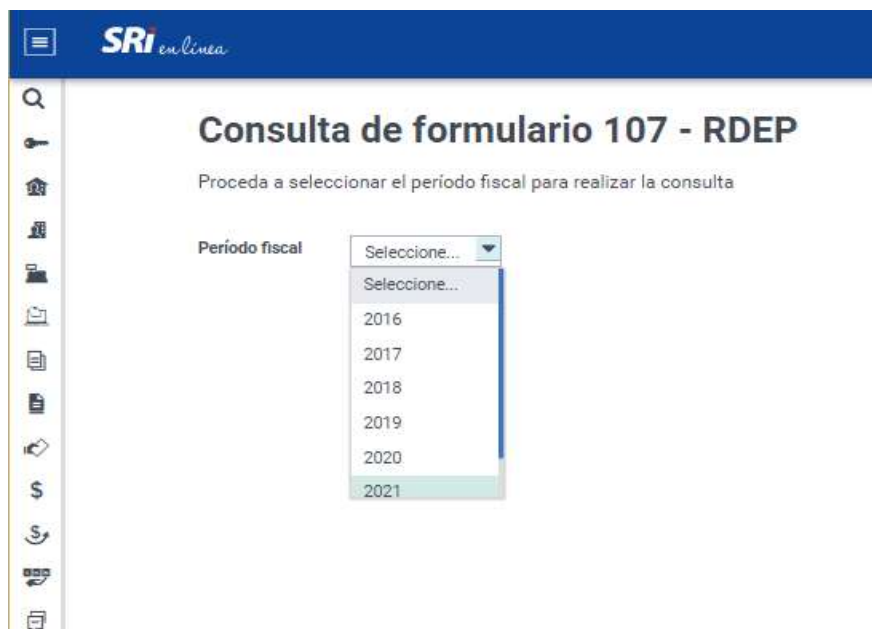 SRi en línea
Consulta de formulario 107 - RDEP
Proceda a seleccionar el período fiscal para realizar la consulta
Período fiscal
Seleccione...
Seleccione...
2016
2017
2018
2019
2020
2021